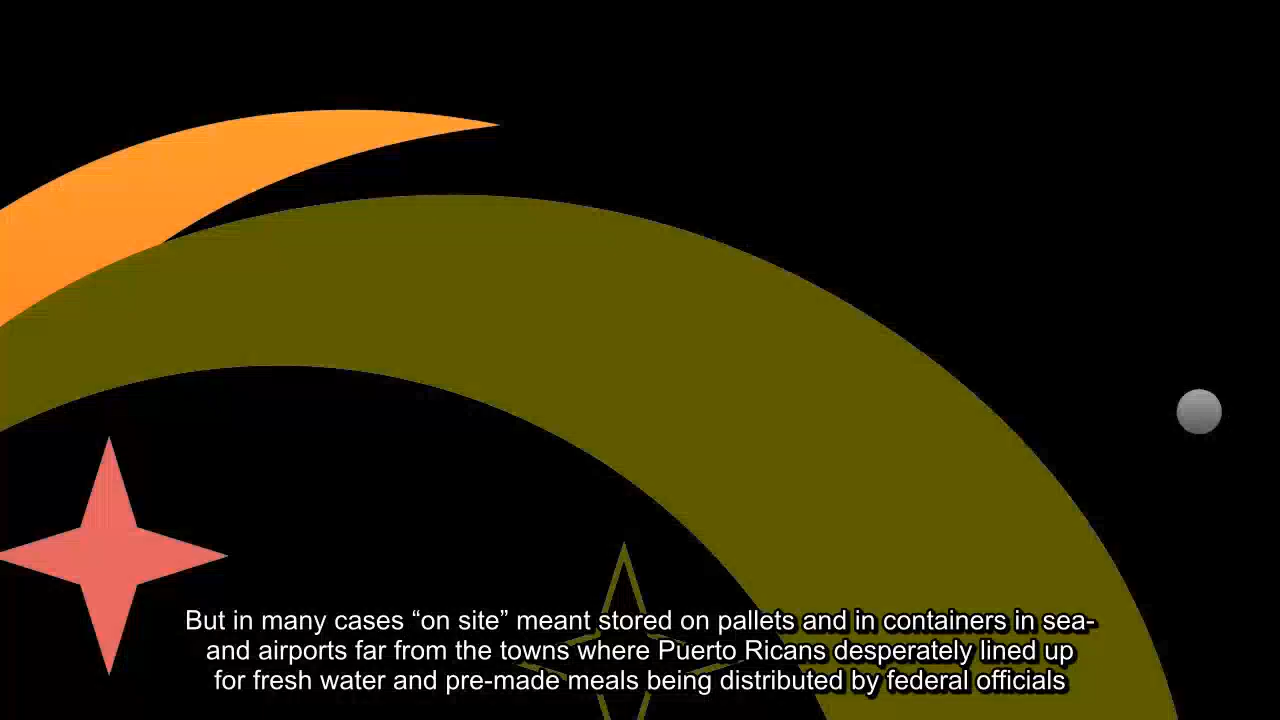 But in many cases “on site” meant stored on pallets and in containers in sea-
and airports far from the towns where Puerto Ricans desperately lined up
for fresh water and pre-made meals being distributed by federal officials